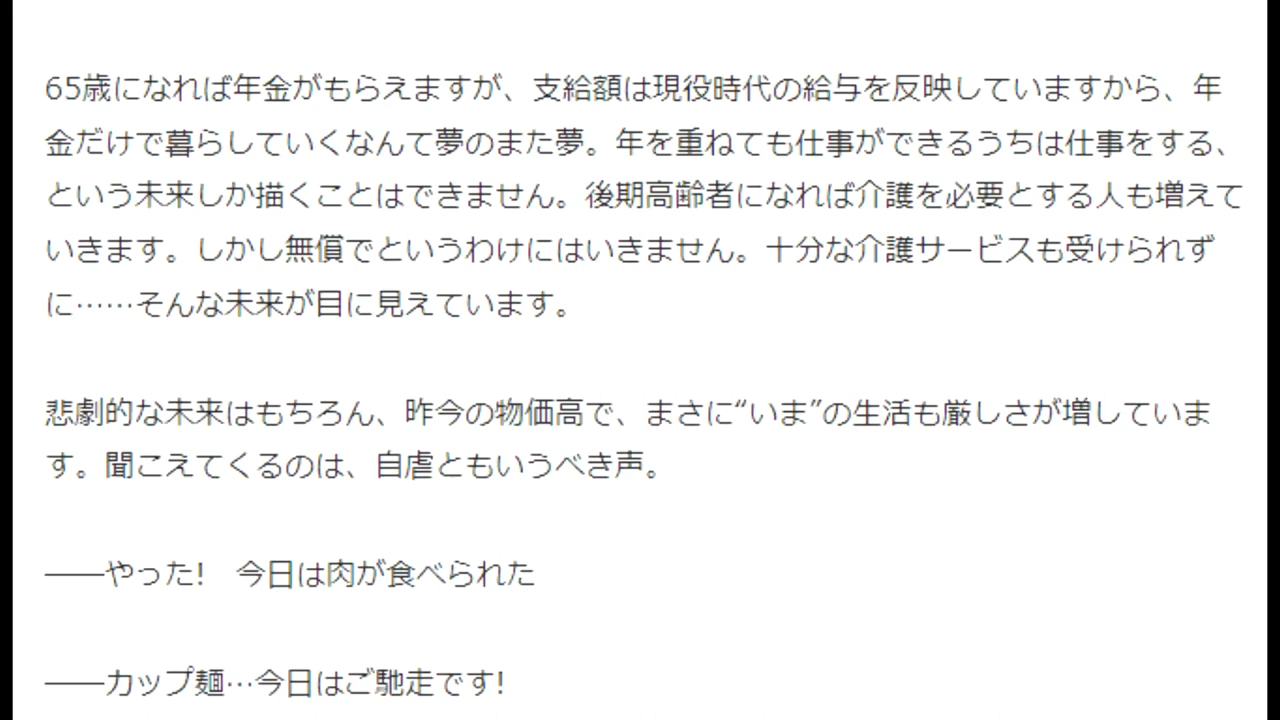 65歳になれば年金がもらえますが、支給額は現役時代の給与を反映していますから、年
金だけで暮らしていくなんて夢のまた夢。年を重ねても仕事ができるうちは仕事をする、
という未来しか描くことはできません。後期高齢者になれば介護を必要とする人も増えて
いきます。しかし無償でというわけにはいきません。十分な介護サービスも受けられず
に……そんな未来が目に見えています。
悲劇的な未来はもちろん、昨今の物価高で、まさに“いま”の生活も厳しさが増していま
す。聞こえてくるのは、自虐ともいうべき声。
――やった!　今日は肉が食べられた
――カップ麺…今日はご馳走です!